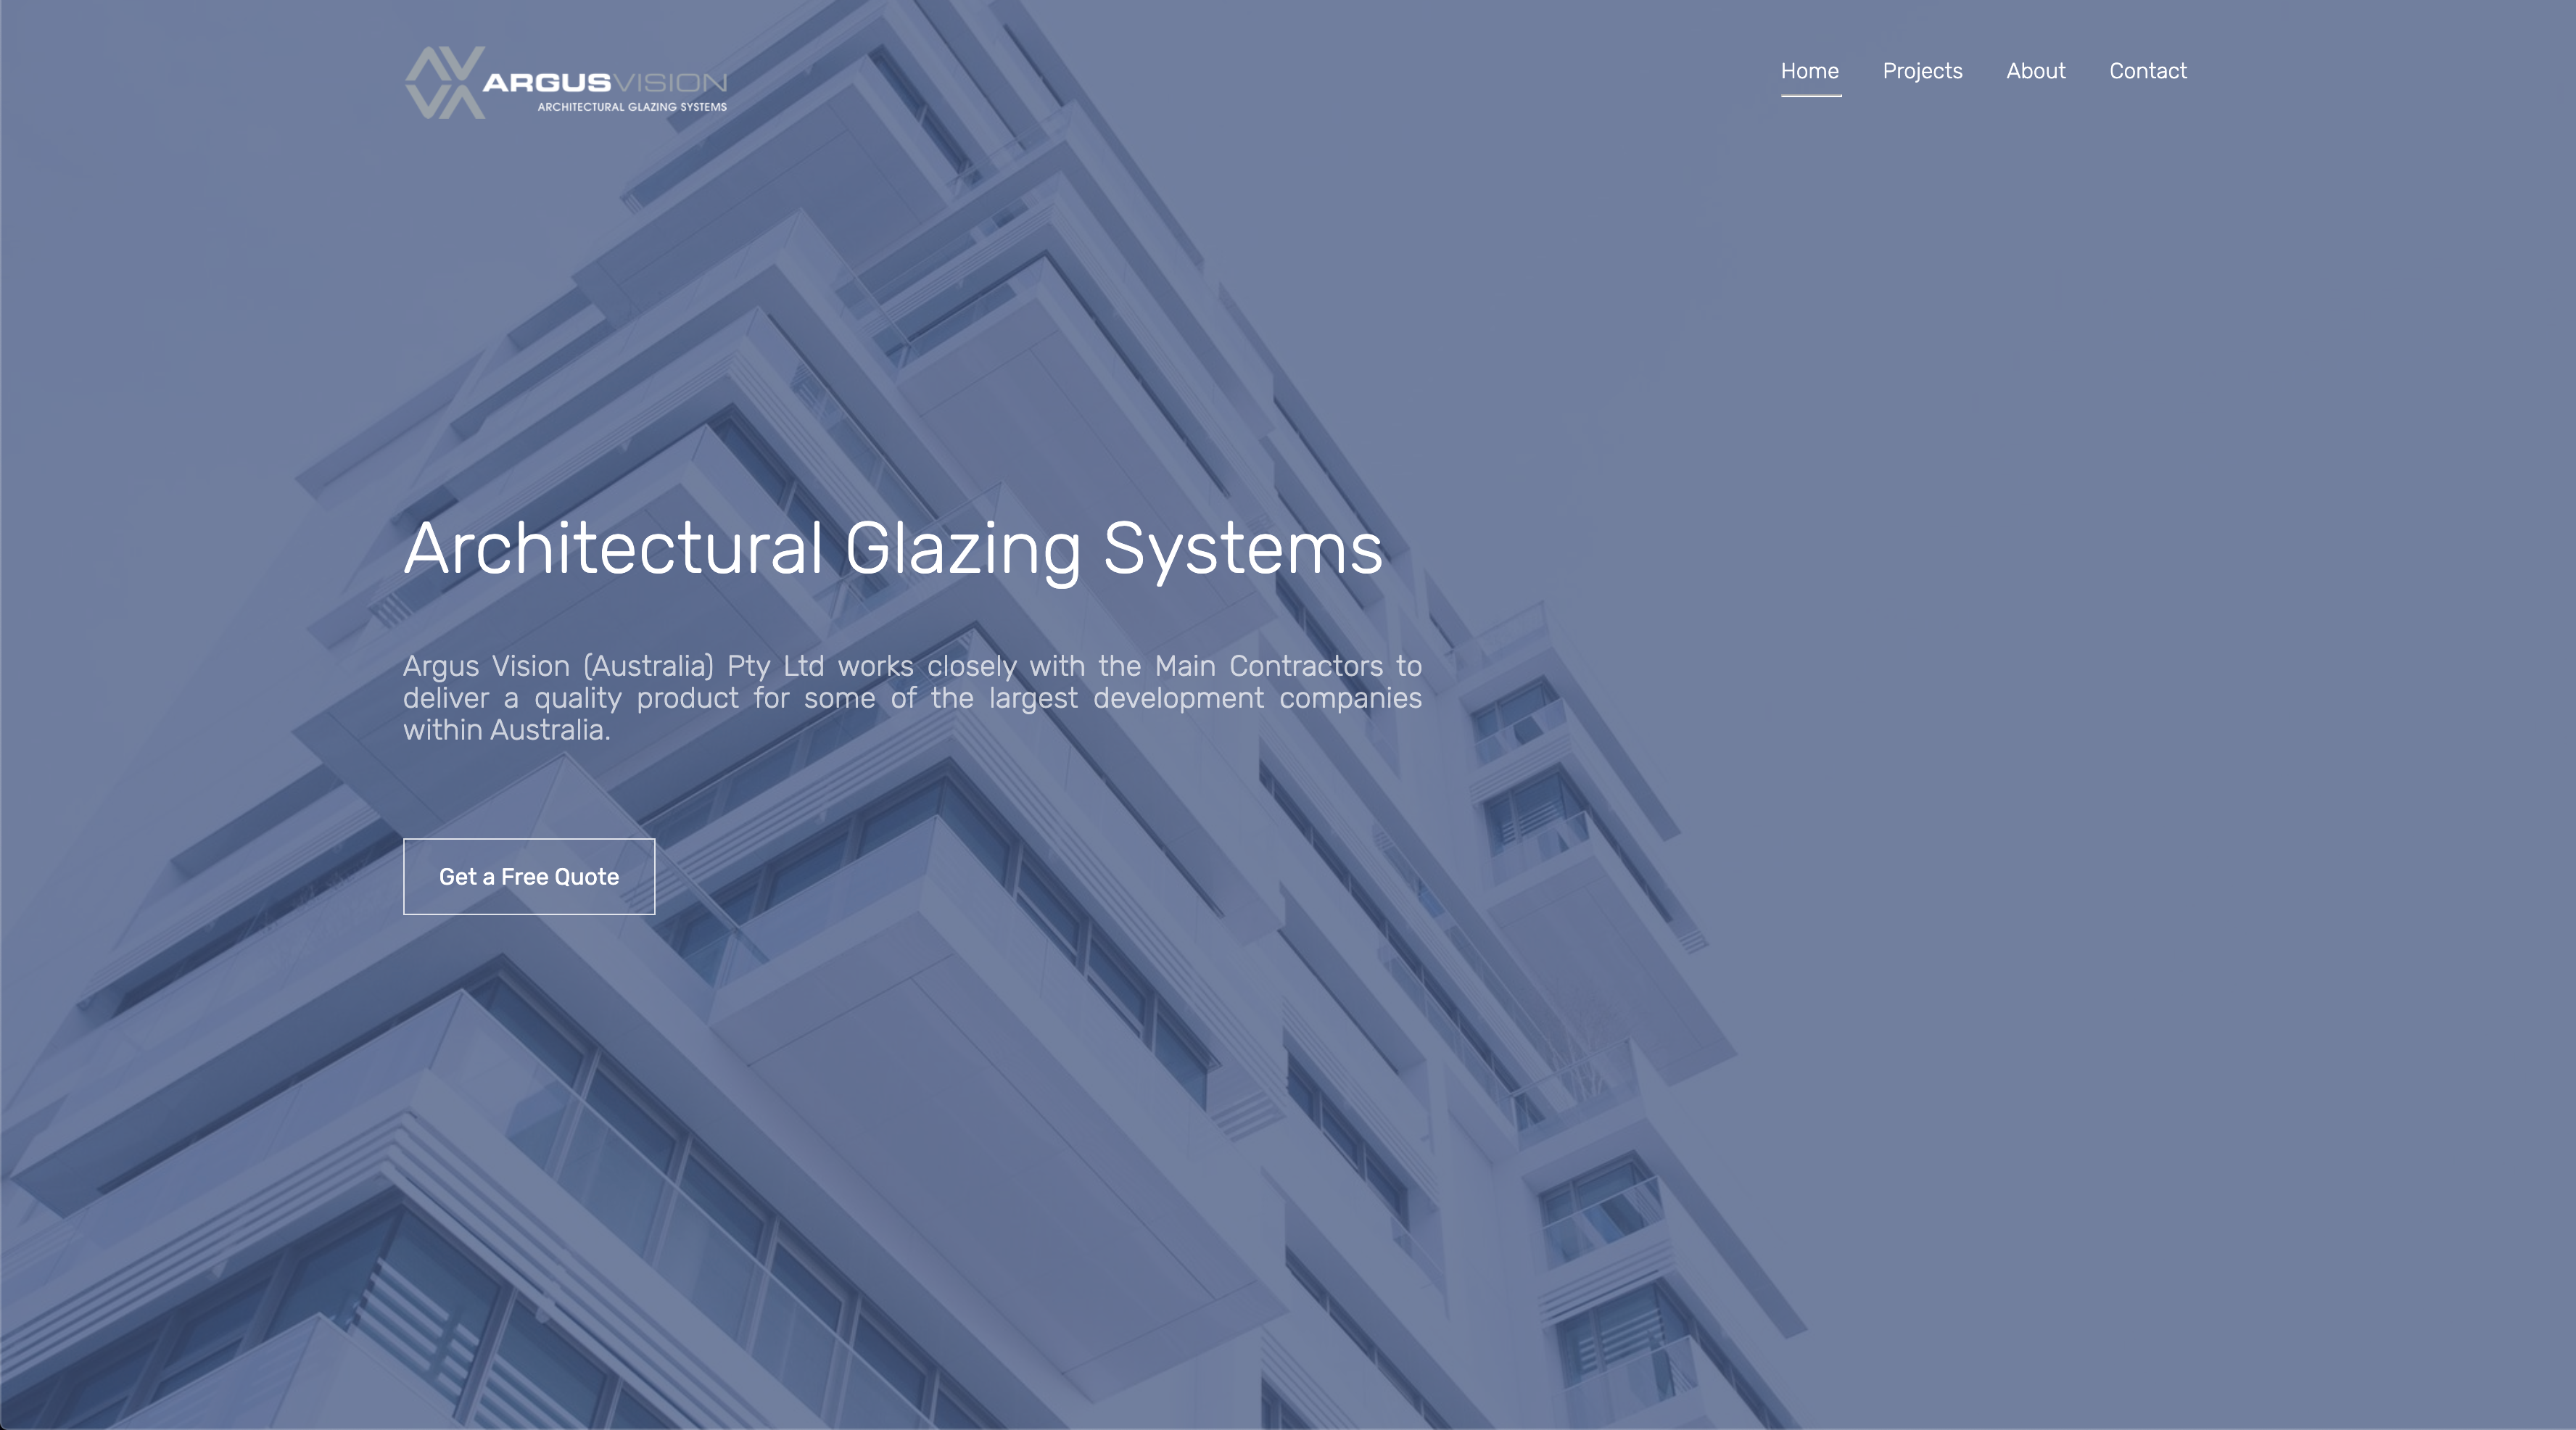 ARGUSVISION
ARCHITECTURAL GLAZING SYSTEMS
Home Projects About Contact
Architectural Glazing Systems
Argus Vision (Australia) Pty Ltd works closely with the Main Contractors to
deliver a quality product for some of the largest development companies
within Australia.
Get a Free Quote